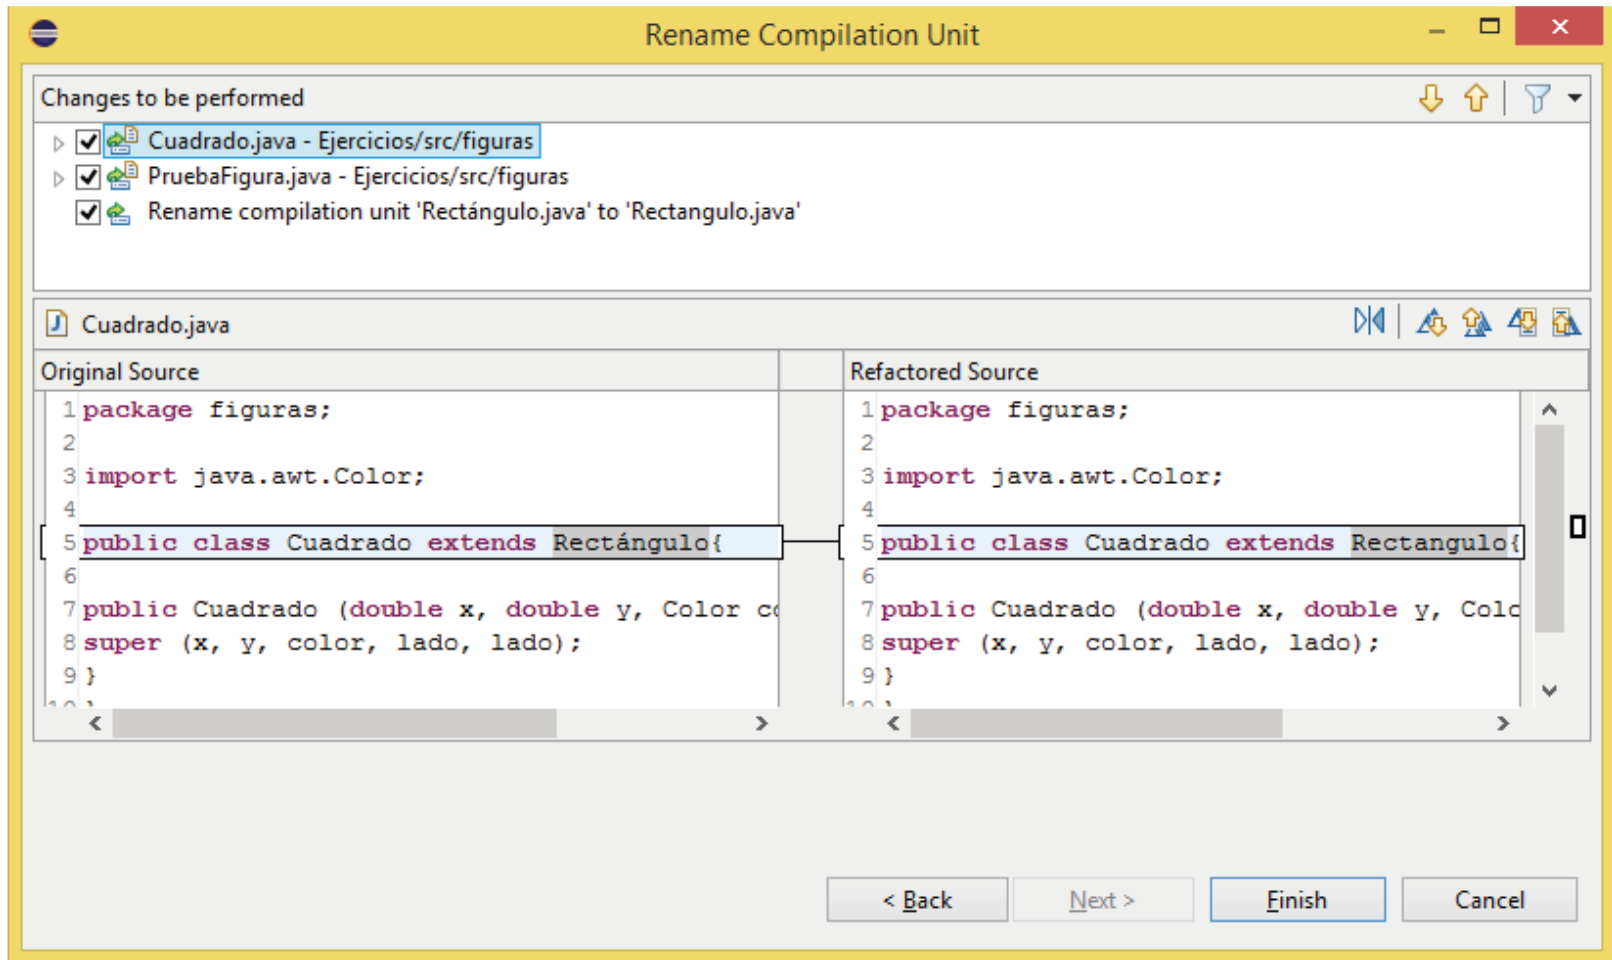 Rename Compilation Unit
Changes to be performed
Cuadrado.java - Ejercicios/src/figuras
PruebaFigura.java - Ejercicios/src/figuras
Rename compilation unit 'Rectángulo.java' to 'Rectangulo.java'
Cuadrado.java
Original Source
1 package figuras;
2
3 import java.awt.Color;
4
5 public class Cuadrado extends Rectángulo{
6
7 public Cuadrado (double x, double y, Color
8 super (x, y, color, lado, lado);
9 }
Refactored Source
1 package figuras;
2
3 import java.awt.Color;
4
5 public class Cuadrado extends Rectangulo{
6
7 public Cuadrado (double x, double y,
8 super (x, y, color, lado, lado);
9 }
< Back
Next >
Finish
Cancel